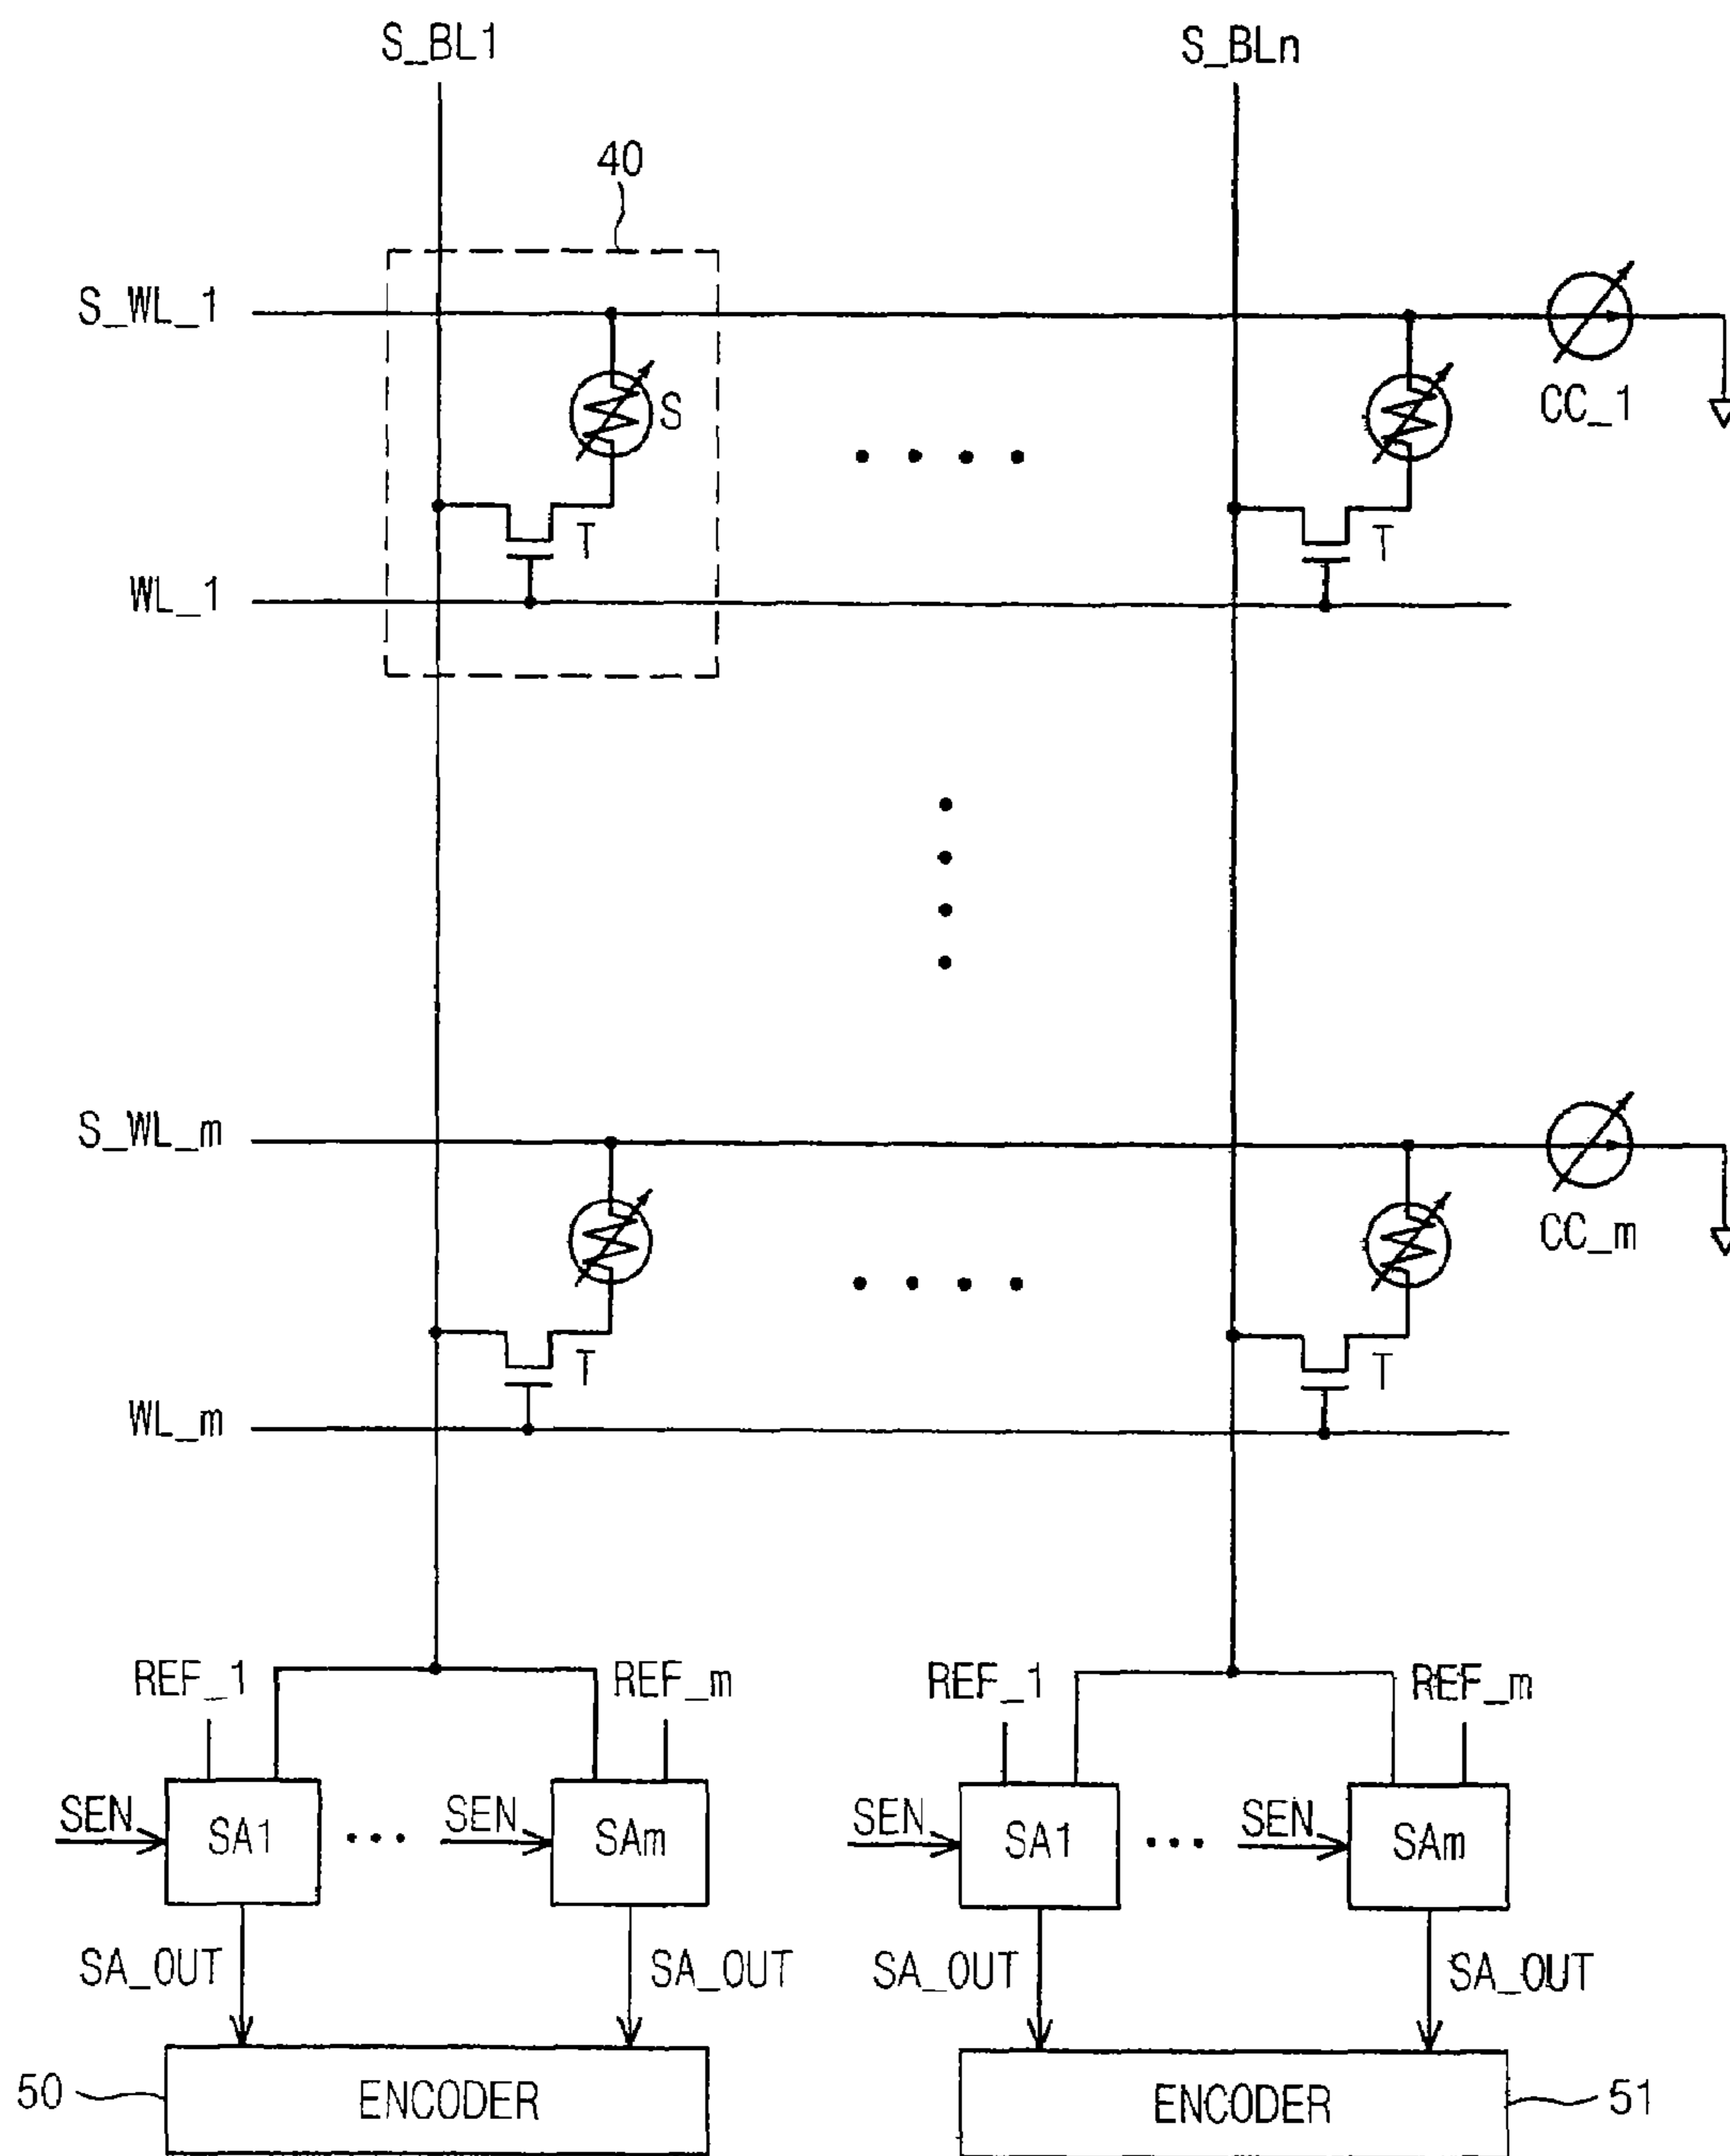 S_BL1
S_BLn
40
S_WL_1
S
CC_1
T
T
WL_1
S_WL_m
CC_m
T
T
WL_m
REF_1
REF_m
REF_1
REF_m
SEN
SA1
SEN
SAm
SEN
SA1
SEN
SAm
SA_OUT
SA_OUT
SA_OUT
SA_OUT
50
ENCODER
ENCODER
51